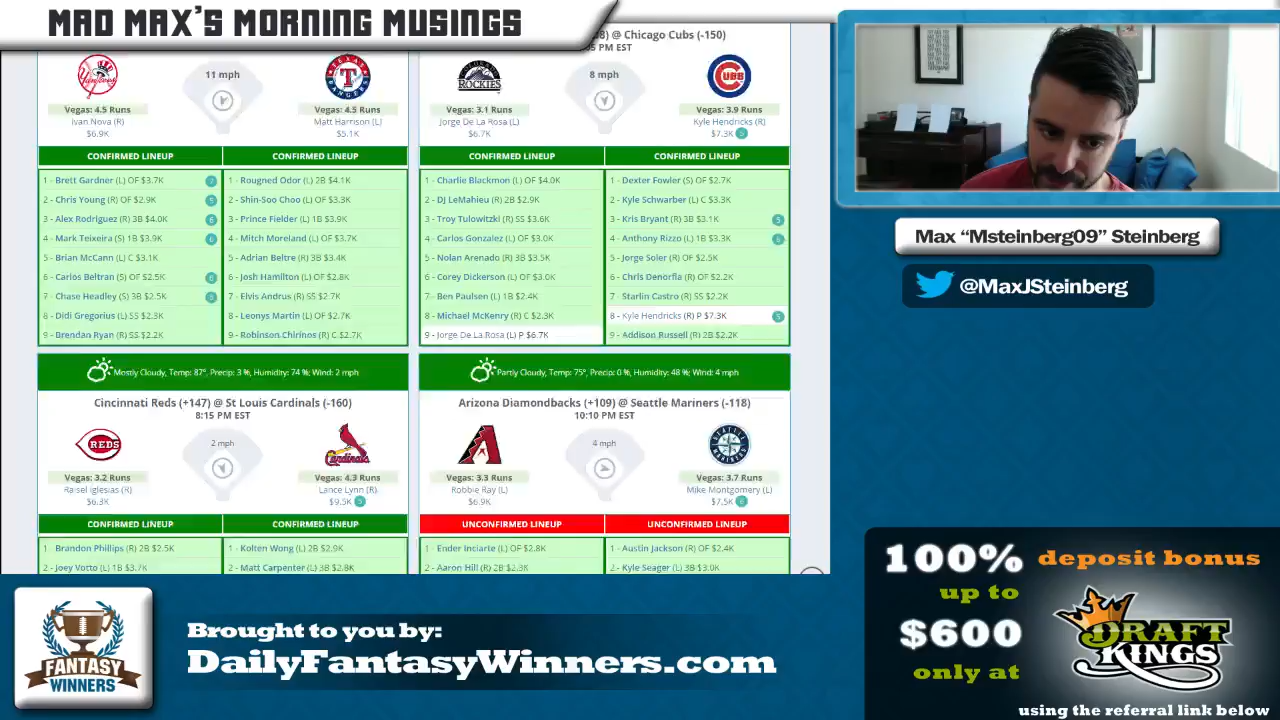 MAD MAX'S MORNING MUSINGS
8) @ Chicago Cubs (-150)
5 PM EST
11 mph
8 mph
RANGERS
ROCKIES
CUBS
Vegas: 4.5 Runs
Ivan Nova (R)
$6.9K
Vegas: 4.5 Runs
Matt Harrison (L)
$5.1K
Vegas: 3.1 Runs
Jorge De La Rosa (L)
$6.7K
Vegas: 3.9 Runs
Kyle Hendricks (R)
$7.3K 5
CONFIRMED LINEUP
1 - Brett Gardner (L) OF $3.7K 7
2 - Chris Young (R) OF $2.9K
3 - Alex Rodriguez (R) 3B $4.0K 6
4 - Mark Teixeira (S) 1B $3.9K
5 - Brian McCann (L) C $3.1K
6 - Carlos Beltran (S) OF $2.5K
7 - Chase Headley (S) 3B $2.5K
8 - Didi Gregorius (L) SS $2.3K
9 - Brendan Ryan (R) SS $2.2K
CONFIRMED LINEUP
1 - Rougned Odor (L) 2B $4.1K
2 - Shin-Soo Choo (L) OF $3.3K
3 - Prince Fielder (L) 1B $3.9K
4 - Mitch Moreland (L) OF $3.7K
5 - Adrian Beltre (R) 3B $3.4K
6 - Josh Hamilton (L) OF $2.8K
7 - Elvis Andrus (R) SS $2.7K
8 - Leonys Martin (L) OF $2.7K
9 - Robinson Chirinos (R) C $2.7K
CONFIRMED LINEUP
1 - Charlie Blackmon (L) OF $4.0K
2 - DJ LeMahieu (R) 2B $2.9K
3 - Troy Tulowitzki (R) SS $3.6K
4 - Carlos Gonzalez (L) OF $3.0K
5 - Nolan Arenado (R) 3B $3.5K
6 - Corey Dickerson (L) OF $3.0K
7 - Ben Paulsen (L) 1B $2.4K
8 - Michael McKenry (R) C $2.3K
9 - Jorge De La Rosa (L) P $6.7K
CONFIRMED LINEUP
1 - Dexter Fowler (S) OF $2.7K
2 - Kyle Schwarber (L) C $3.3K
3 - Kris Bryant (R) 3B $3.1K 5
4 - Anthony Rizzo (L) 1B $3.3K
5 - Jorge Soler (R) OF $2.5K
6 - Chris Denorfia (R) OF $2.2K
7 - Starlin Castro (R) SS $2.2K
8 - Kyle Hendricks (R) P $7.3K 5
9 - Addison Russell (R) 2B $2.2K
Mostly Cloudy, Temp: 87°, Precip: 3 %; Humidity: 74 %; Wind: 2 mph
Partly Cloudy, Temp: 75°, Precip: 0 %; Humidity: 48 %; Wind: 4 mph
Cincinnati Reds (+147) @ St Louis Cardinals (-160)
8:15 PM EST
Arizona Diamondbacks (+109) @ Seattle Mariners (-118)
10:10 PM EST
2 mph
4 mph
REDS
Vegas: 3.2 Runs
Raisel Iglesias (R)
$6.3K
Vegas: 4.3 Runs
Lance Lynn (R)
$9.5K
Vegas: 3.3 Runs
Robbie Ray (L)
$6.9K
Vegas: 3.7 Runs
Mike Montgomery (L)
$7.5K
CONFIRMED LINEUP
1 - Brandon Phillips (R) 2B $2.5K
2 - Joey Votto (L) 1B $3.7K
CONFIRMED LINEUP
1 - Kolten Wong (L) 2B $2.9K
2 - Matt Carpenter (L) 3B $2.8K
UNCONFIRMED LINEUP
1 - Ender Inciarte (L) OF $2.8K
2 - Aaron Hill (R) 2B $2.3K
UNCONFIRMED LINEUP
1 - Austin Jackson (R) OF $2.4K
2 - Kyle Seager (L) 3B $3.0K
Max “Msteinberg09” Steinberg
@MaxJSteinberg
FANTASY
WINNERS
Brought to you by:
DailyFantasyWinners.com
100% deposit bonus
up to
$600
only at
DRAFT
KINGS
using the referral link below